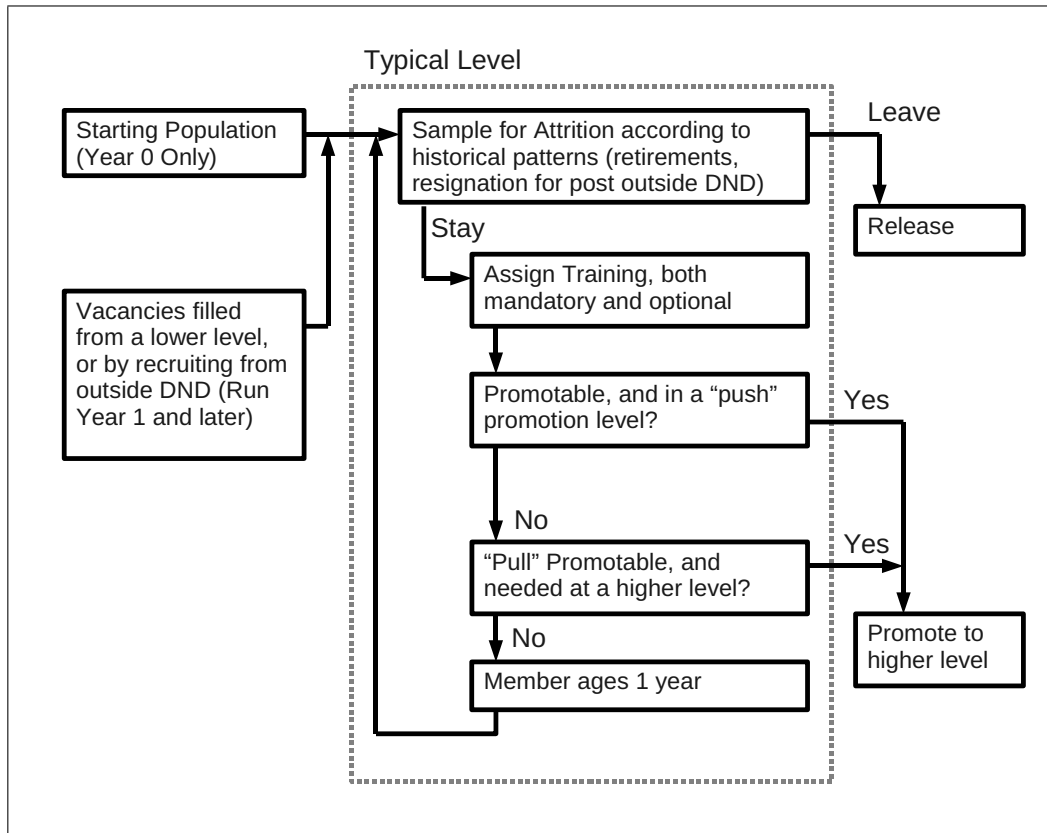 Typical Level
Starting Population
(Year 0 Only)
Sample for Attrition according to
historical patterns (retirements,
resignation for post outside DND)
Leave
Release
Stay
Vacancies filled
from a lower level,
or by recruiting from
outside DND (Run
Year 1 and later)
Assign Training, both
mandatory and optional
Promotable, and in a “push”
promotion level?
Yes
No
“Pull” Promotable, and
needed at a higher level?
Yes
No
Promote to
higher level
Member ages 1 year